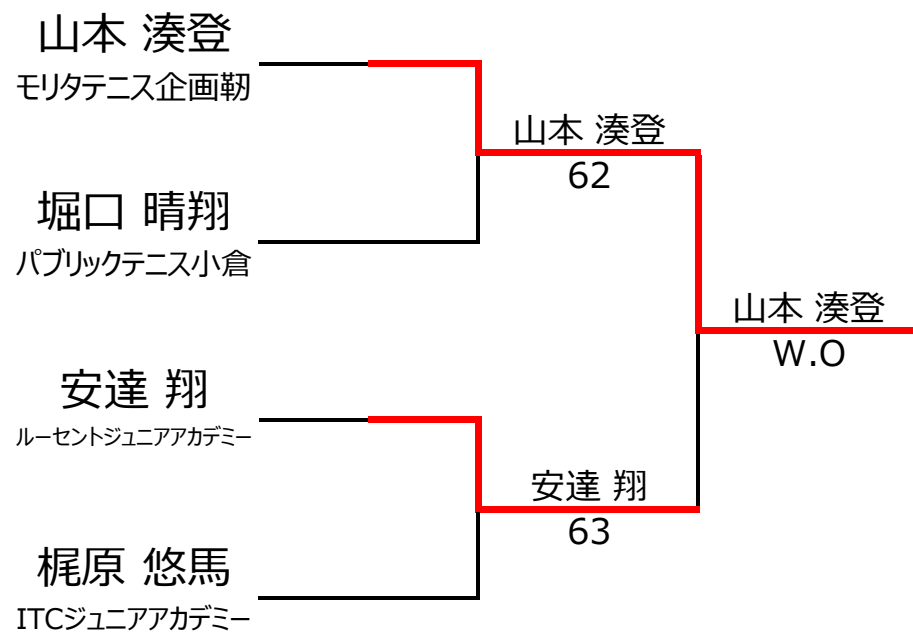 山本 湊登
モリタテニス企画靭
山本 湊登
62
堀口 晴翔
パブリックテニス小倉
山本 湊登
W.O
安達 翔
ルーセントジュニアアカデミー
安達 翔
63
梶原 悠馬
ITCジュニアアカデミー